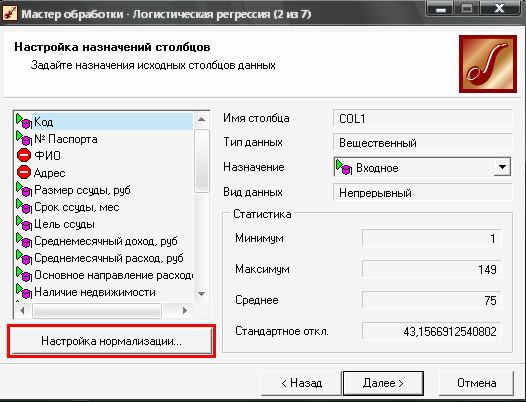 Мастер обработки - Логистическая регрессия (2 из 7)
Настройка назначений столбцов
Задайте назначения исходных столбцов данных
Код
№ Паспорта
ФИО
Адрес
Размер ссуды, руб
Срок ссуды, мес
Цель ссуды
Среднемесячный доход, руб
Среднемесячный расход, руб
Основное направление расходо
Наличие недвижимости
Настройка нормализации...
Имя столбца COL1
Тип данных Вещественный
Назначение Входное
Вид данных Непрерывный
Статистика
Минимум 1
Максимум 149
Среднее 75
Стандартное откл. 43,1566912540802
< Назад Далее > Отмена